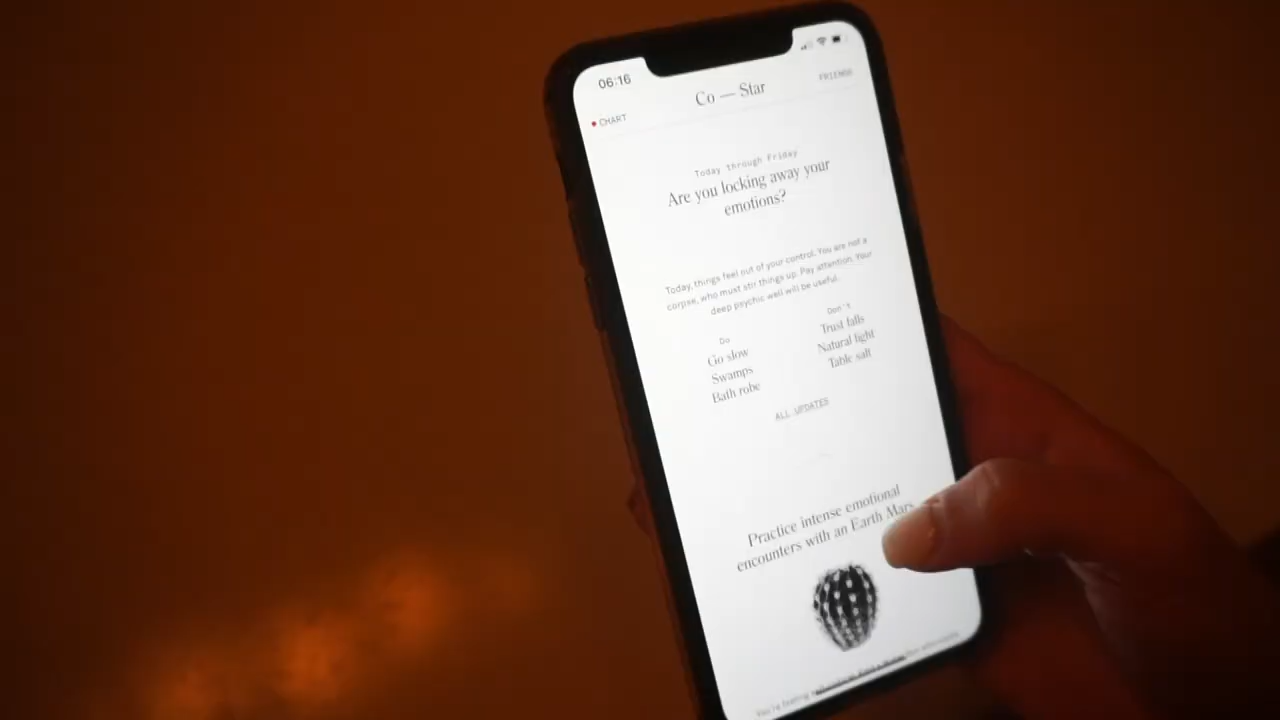 06:16
Co — Star
FRIENDS
CHART
Today through Friday
Are you locking away your
emotions?
Today, things feel out of your control. You are not a
corpse, who must stir things up. Pay attention. Your
deep psychic well will be useful.
Do
Go slow
Swamps
Bath robe
Don't
Trust falls
Natural light
Table salt
ALL UPDATES
Practice intense emotional
encounters with an Earth Mars
You're feeling